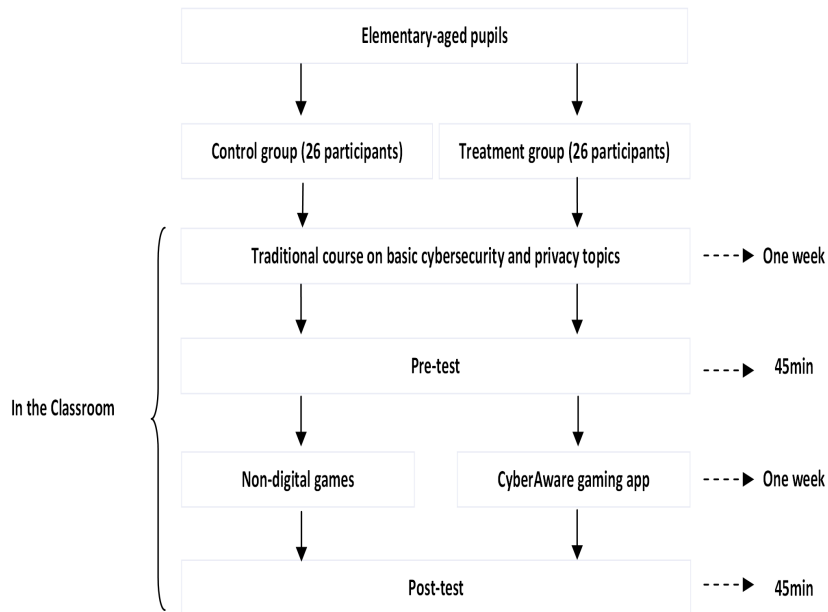 Elementary-aged pupils
Control group (26 participants)
Treatment group (26 participants)
Traditional course on basic cybersecurity and privacy topics
One week
Pre-test
45min
In the Classroom
Non-digital games
CyberAware gaming app
One week
Post-test
45min